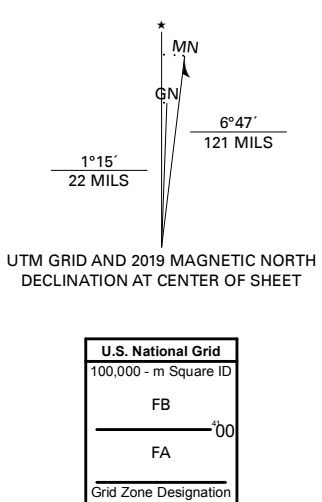 MN
GN
6°47´
121 MILS
1°15´
22 MILS
UTM GRID AND 2019 MAGNETIC NORTH
DECLINATION AT CENTER OF SHEET
U.S. National Grid
100,000 - m Square ID
FB
⁴¹00
FA
Grid Zone Designation